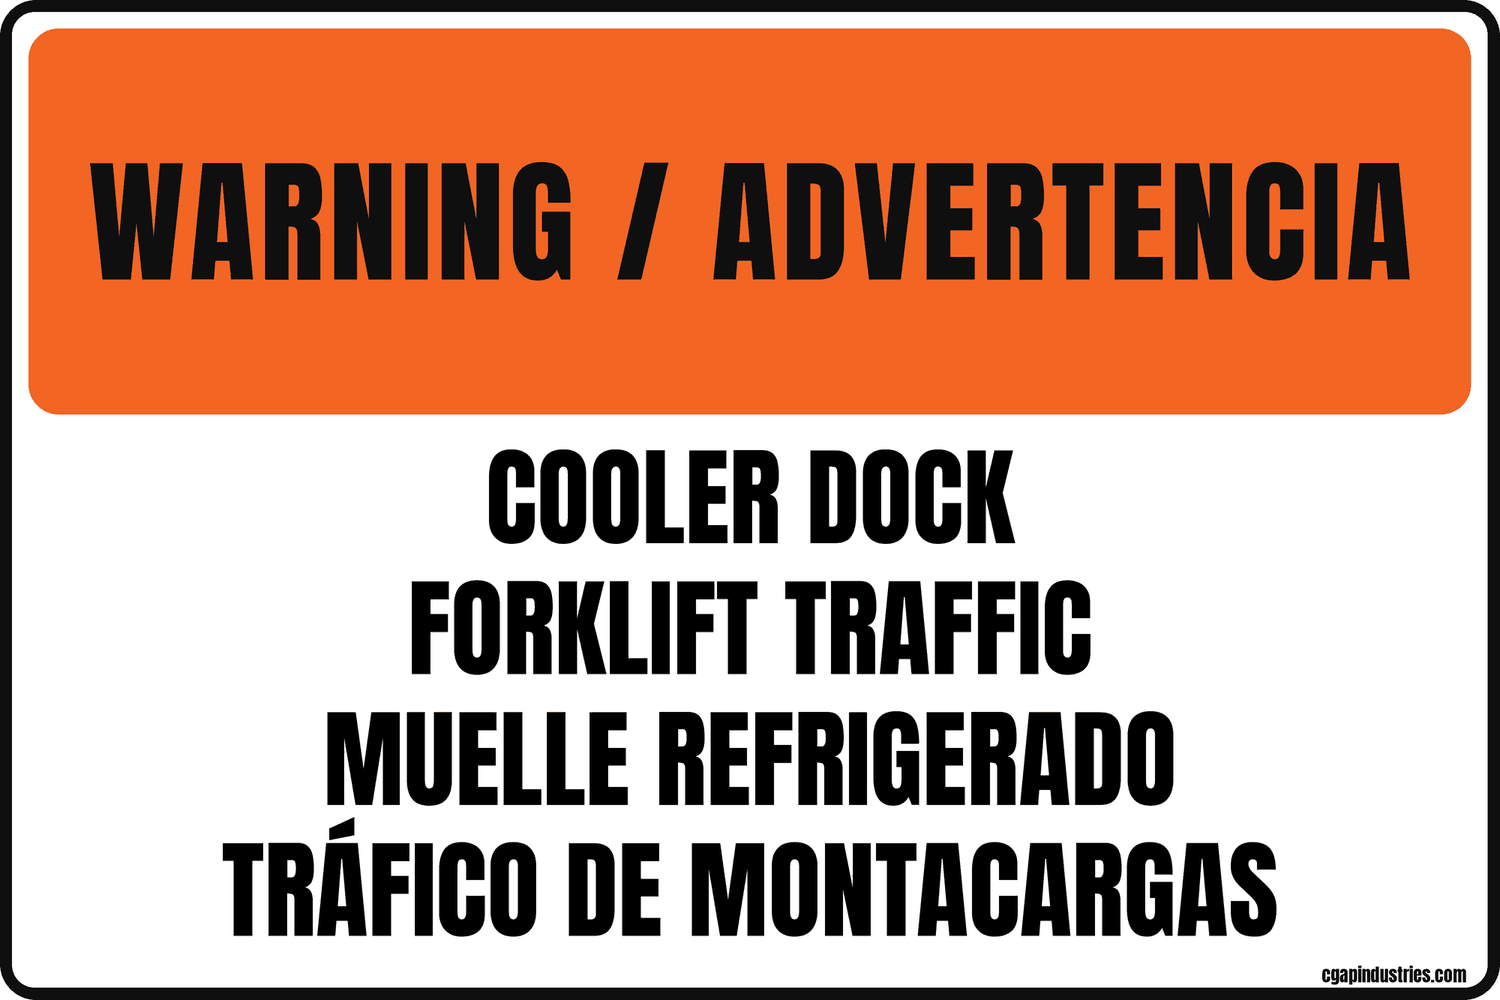 WARNING / ADVERTENCIA
COOLER DOCK
FORKLIFT TRAFFIC
MUELLE REFRIGERADO
TRÁFICO DE MONTACARGAS
cgapindustries.com